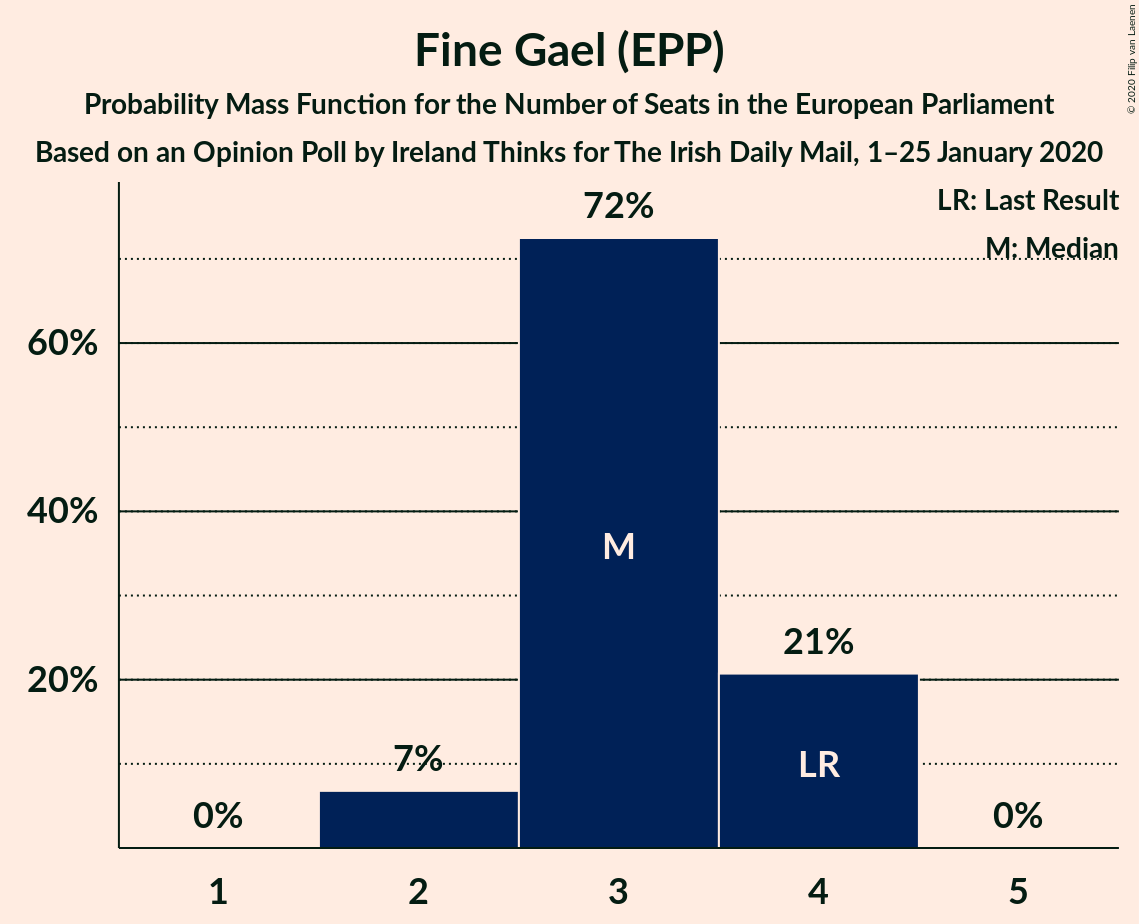 Fine Gael (EPP)
Probability Mass Function for the Number of Seats in the European Parliament
Based on an Opinion Poll by Ireland Thinks for The Irish Daily Mail, 1–25 January 2020
© 2020 Filip van Laenen
LR: Last Result
M: Median
72%
60%
40%
20%
M
21%
LR
7%
0%
0%
1
2
3
4
5